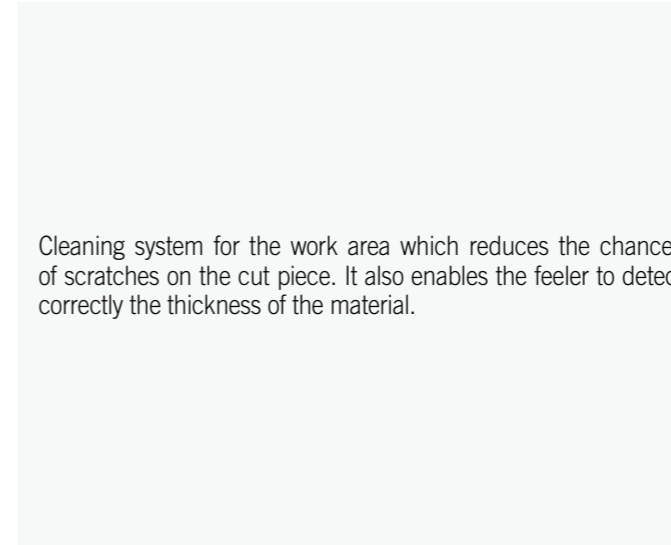 Cleaning system for the work area which reduces the chance
of scratches on the cut piece. It also enables the feeler to detec
correctly the thickness of the material.